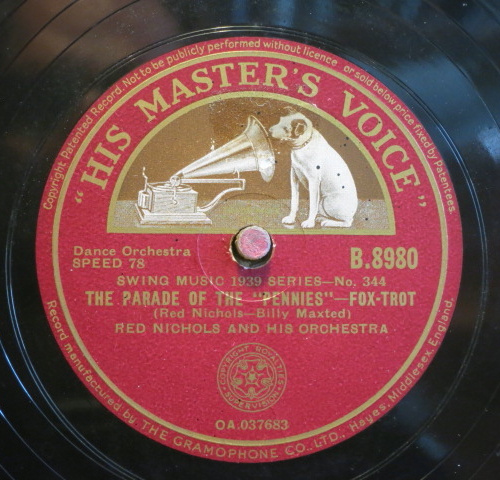 Copyright Patented Record. Not to be publicly performed without licence or sold below price fixed by Patentees.
"HIS MASTER'S VOICE"
Dance Orchestra
SPEED 78
B.8980
SWING MUSIC 1939 SERIES—No. 344
THE PARADE OF THE "PENNIES"—FOX-TROT
(Red Nichols—Billy Maxted)
RED NICHOLS AND HIS ORCHESTRA
COPYRIGHT ROYALTIES SUPERVISION
OA.037683
Record manufactured by THE GRAMOPHONE CO., LTD., Hayes, Middlesex, England.